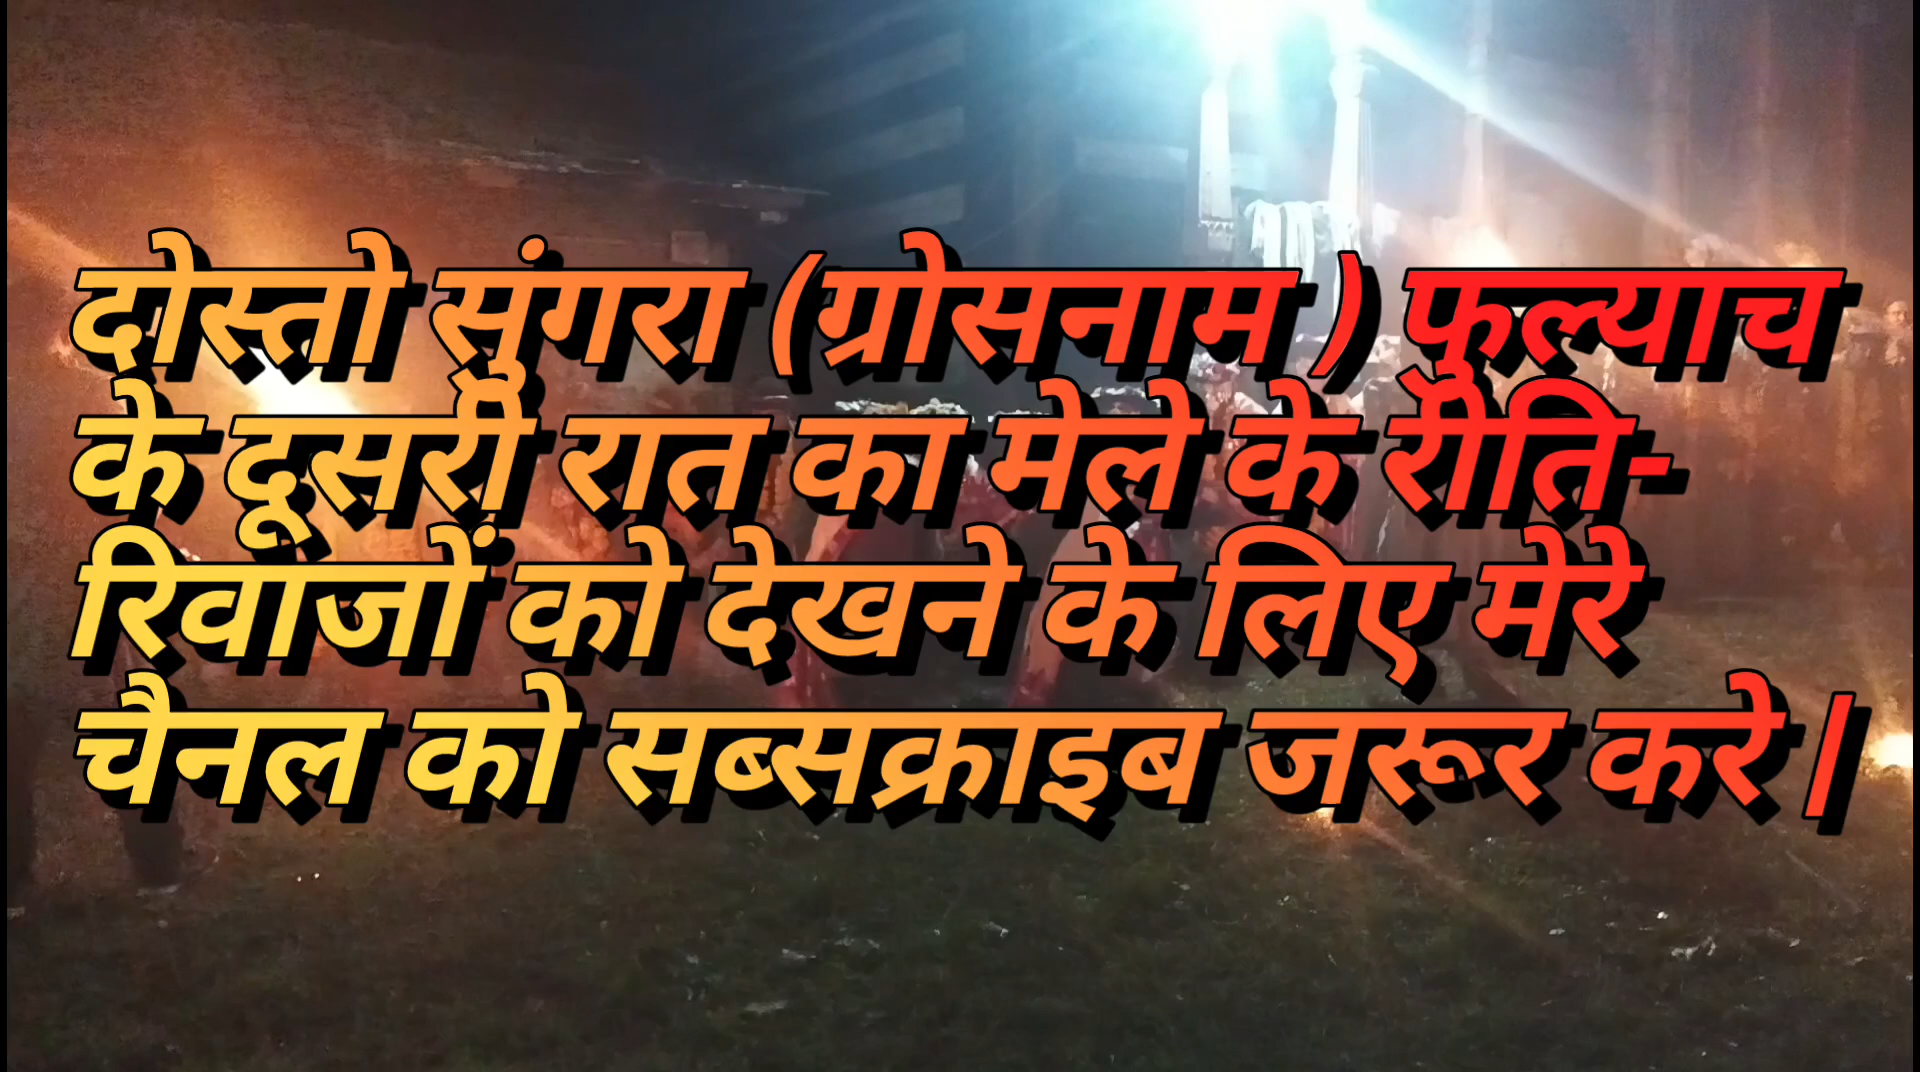 दोस्तो सुंगरा (ग्रोसनाम ) फुल्याच
के दूसरी रात का मेले के रीति-
रिवाजों को देखने के लिए मेरे
चैनल को सब्सक्राइब जरूर करे |